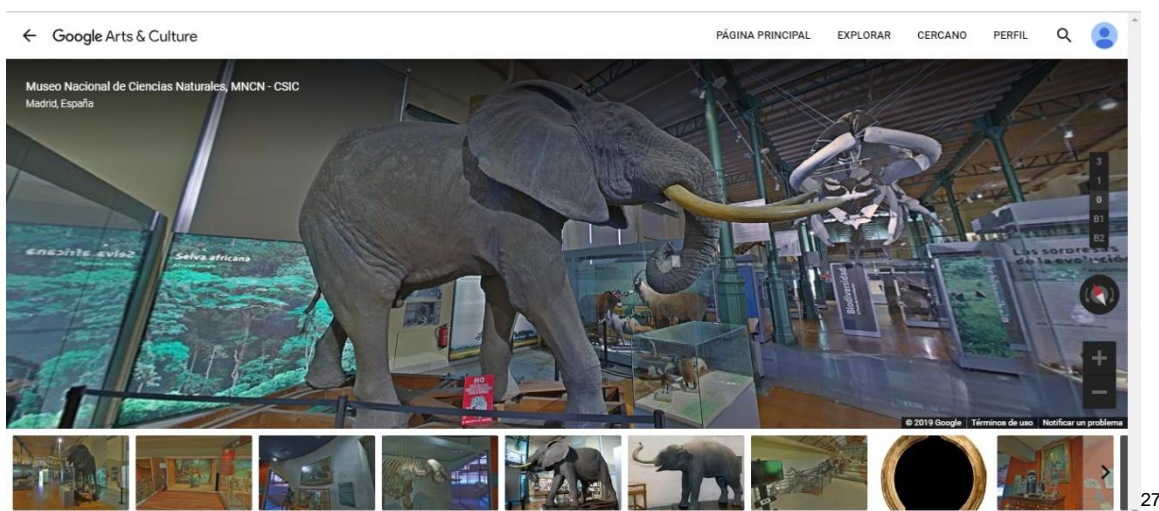 Google Arts & Culture
PÁGINA PRINCIPAL EXPLORAR CERCANO PERFIL
Museo Nacional de Ciencias Naturales, MNCN - CSIC
Madrid, España
3
1
0
B1
B2
Selva africana
Selva africana
Las sorpresas
de la evolución
Biodiversidad
NO
+
−
© 2019 Google Términos de uso Notificar un problema
27